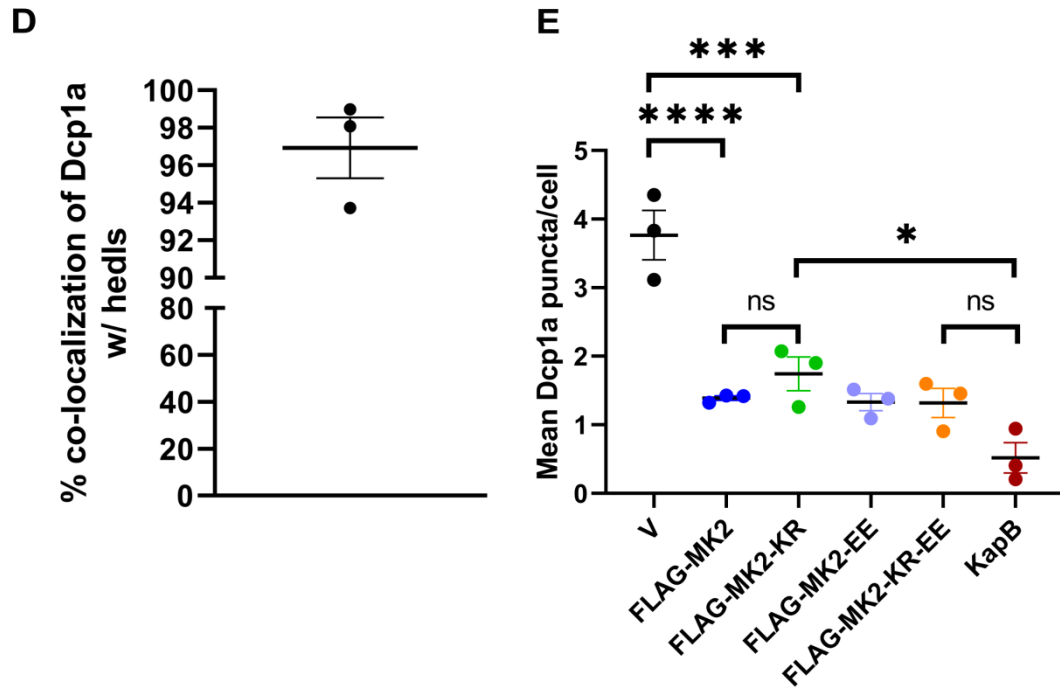 D
% co-localization of Dcp1a
w/ hedls
100
98
96
94
92
90
80
60
40
20
0
E
Mean Dcp1a puncta/cell
5
4
3
2
1
0
***
****
*
ns
ns
V
FLAG-MK2
FLAG-MK2-KR
FLAG-MK2-EE
FLAG-MK2-KR-EE
KapB